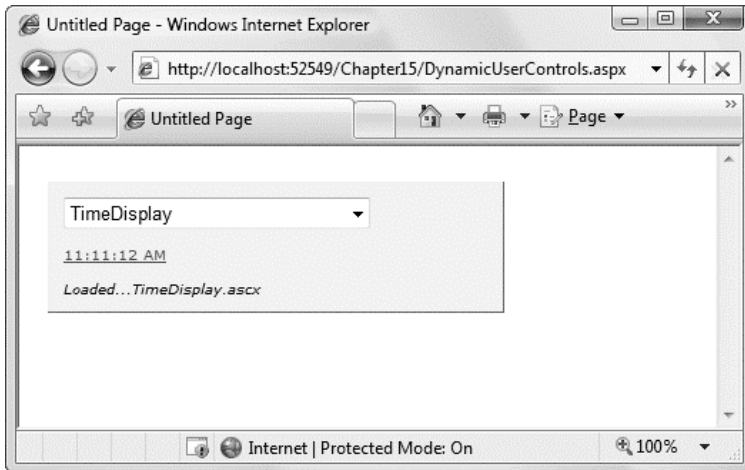 Untitled Page - Windows Internet Explorer
http://localhost:52549/Chapter15/DynamicUserControls.aspx
Untitled Page
Page
TimeDisplay
11:11:12 AM
Loaded...TimeDisplay.ascx
Internet | Protected Mode: On
100%